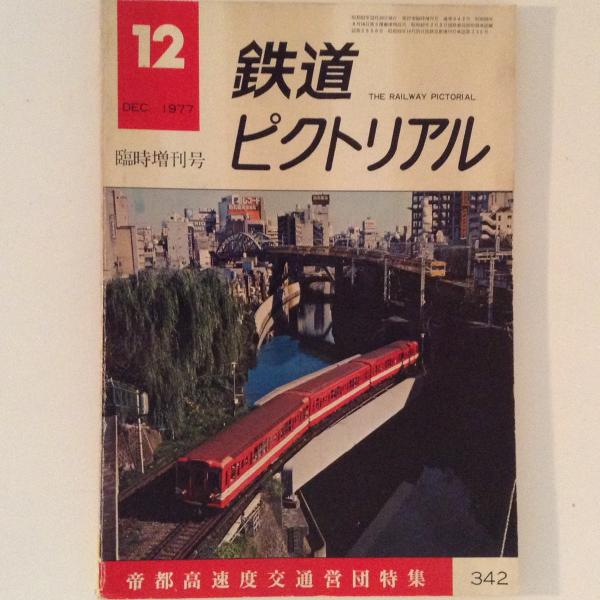 12
DEC. 1977
臨時増刊号
鉄道
THE RAILWAY PICTORIAL
ピクトリアル
帝都高速度交通営団特集
342